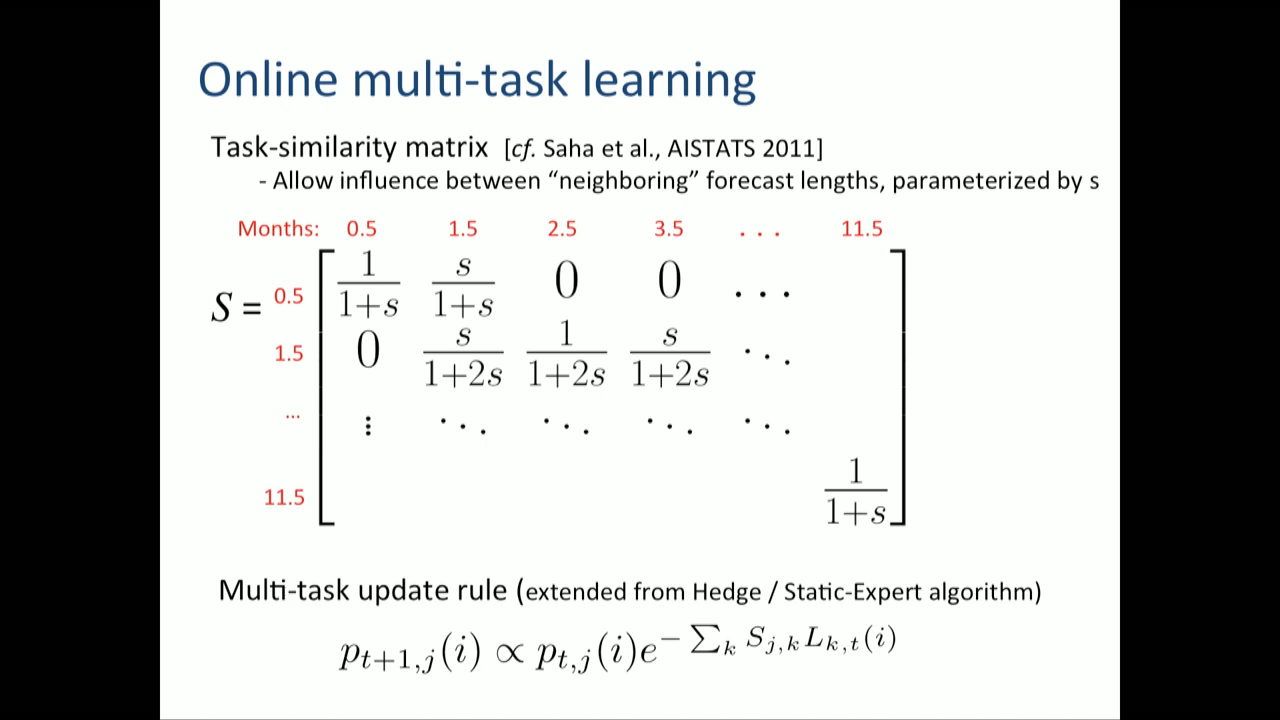 Online multi-task learning
Task-similarity matrix [cf. Saha et al., AISTATS 2011]
- Allow influence between “neighboring” forecast lengths, parameterized by s
Months: 0.5 1.5 2.5 3.5 . . . 11.5
S = 0.5 1/(1+s) s/(1+s) 0 0 ...
1.5 0 s/(1+2s) 1/(1+2s) s/(1+2s) ⋱
... ⋮ ⋱ ⋱ ⋱ ⋱
11.5 1/(1+s)
Multi-task update rule (extended from Hedge / Static-Expert algorithm)
p_{t+1,j}(i) ∝ p_{t,j}(i)e^{−∑_k S_{j,k}L_{k,t}(i)}